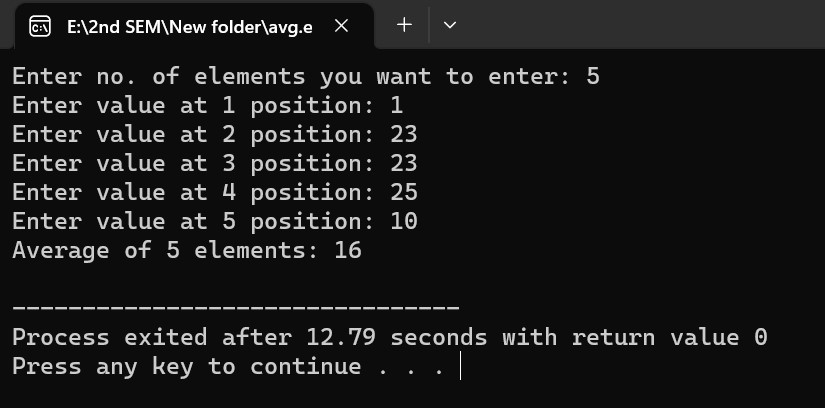 E:\2nd SEM\New folder\avg.e
Enter no. of elements you want to enter: 5
Enter value at 1 position: 1
Enter value at 2 position: 23
Enter value at 3 position: 23
Enter value at 4 position: 25
Enter value at 5 position: 10
Average of 5 elements: 16
--------------------------------
Process exited after 12.79 seconds with return value 0
Press any key to continue . . .